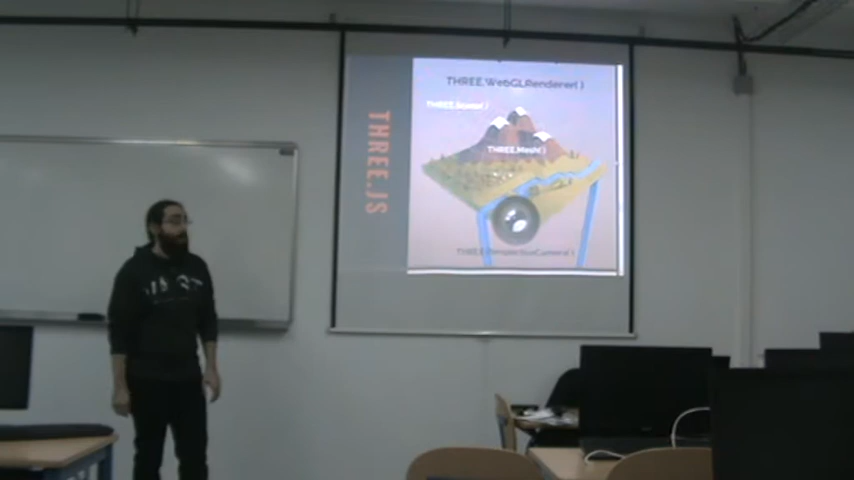 THREE.JS
THREE.WebGLRenderer( )
THREE.Scene( )
THREE.Mesh( )
THREE.PerspectiveCamera( )